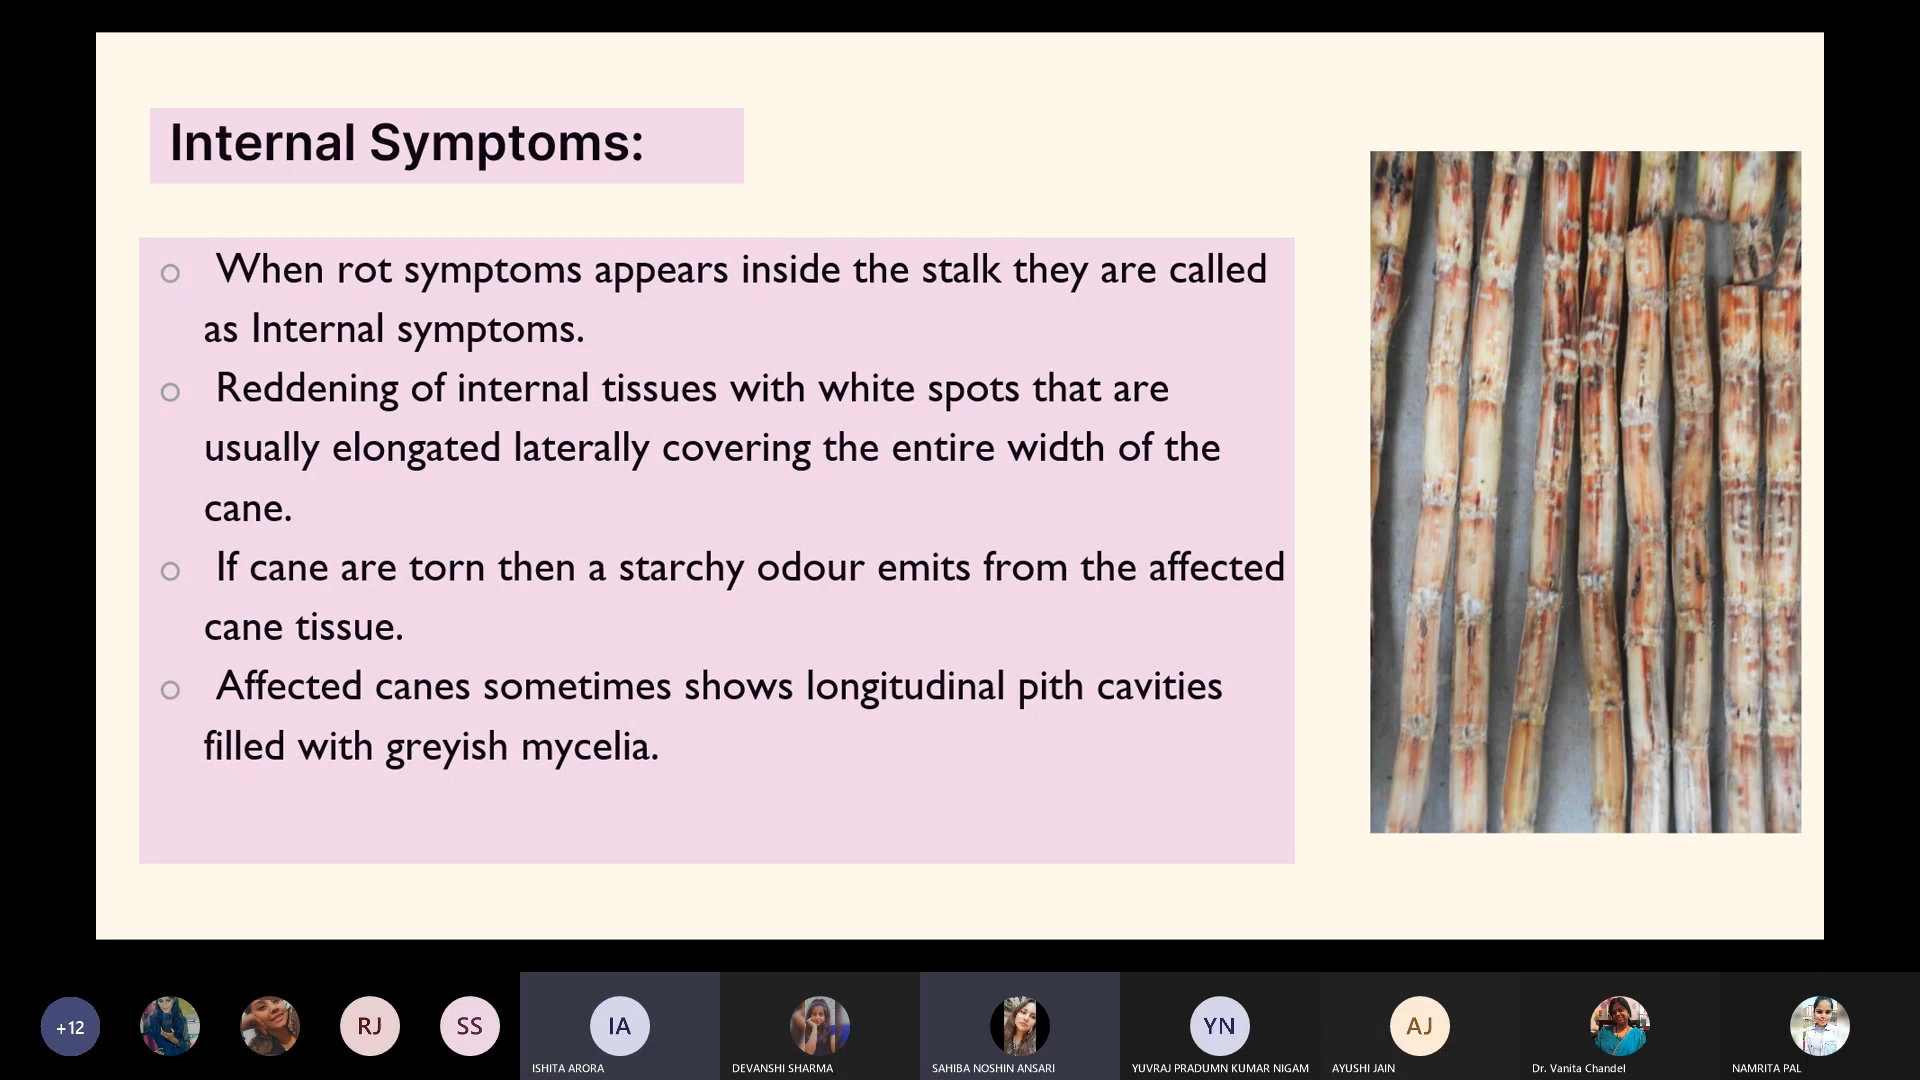 Internal Symptoms:
When rot symptoms appears inside the stalk they are called
as Internal symptoms.
Reddening of internal tissues with white spots that are
usually elongated laterally covering the entire width of the
cane.
If cane are torn then a starchy odour emits from the affected
cane tissue.
Affected canes sometimes shows longitudinal pith cavities
filled with greyish mycelia.
+12
RJ
SS
IA
YN
AJ
ISHITA ARORA
DEVANSHI SHARMA
SAHIBA NOSHIN ANSARI
YUVRAJ PRADUMN KUMAR NIGAM
AYUSHI JAIN
Dr. Vanita Chandel
NAMRITA PAL